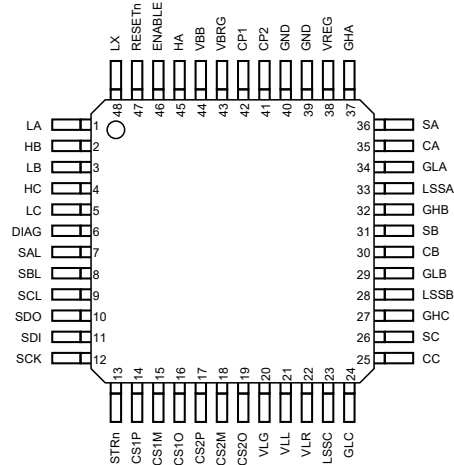 LX RESETn ENABLE HA VBB VBRG CP1 CP2 GND GND VREG GHA
48 47 46 45 44 43 42 41 40 39 38 37
LA 1 36 SA
HB 2 35 CA
LB 3 34 GLA
HC 4 33 LSSA
LC 5 32 GHB
DIAG 6 31 SB
SAL 7 30 CB
SBL 8 29 GLB
SCL 9 28 LSSB
SDO 10 27 GHC
SDI 11 26 SC
SCK 12 25 CC
13 14 15 16 17 18 19 20 21 22 23 24
STRn CS1P CS1M CS1O CS2P CS2M CS2O VLG VLL VLR LSSC GLC